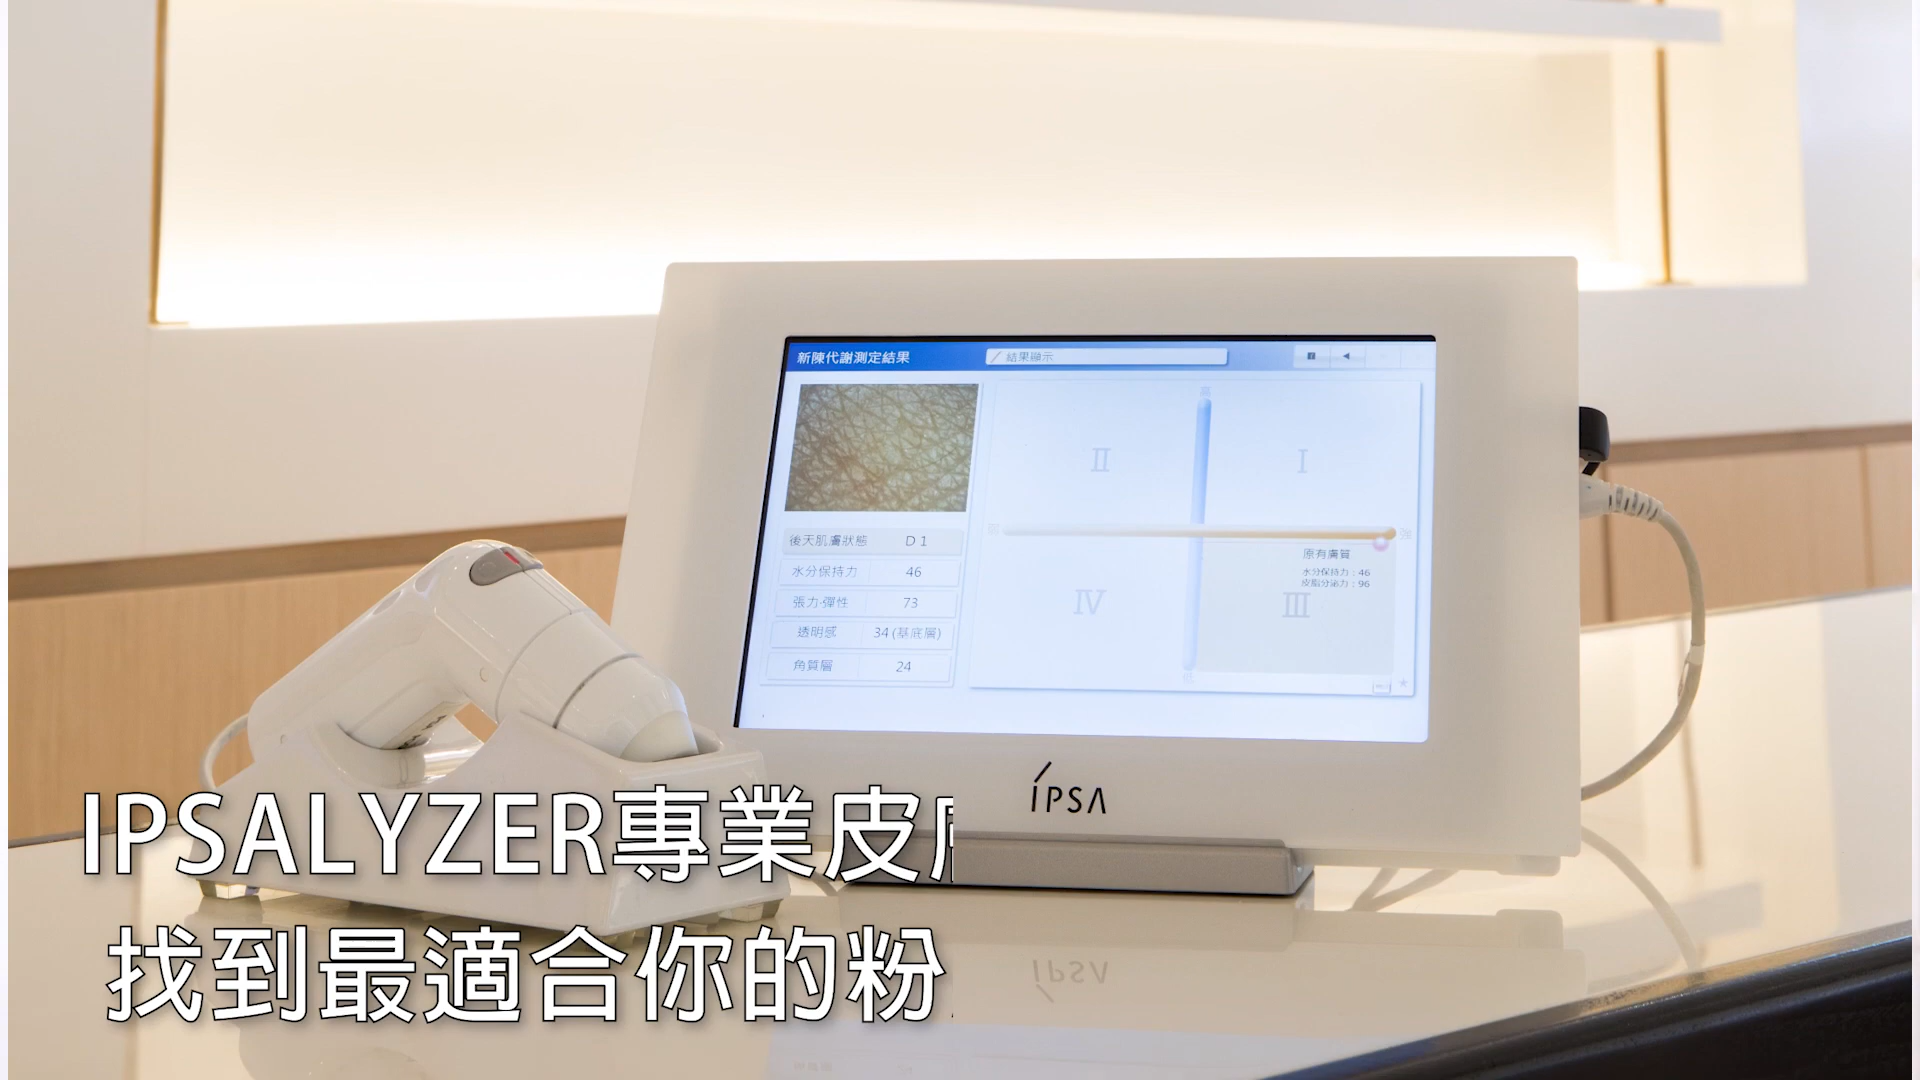 新陳代謝測定結果
結果顯示
高
II
I
強
原有膚質
水分保持力：46
皮脂分泌力：96
IV
III
後天肌膚狀態 D 1
水分保持力 46
張力·彈性 73
透明感 34 (基底層)
角質層 24
IPSA
IPSALYZER專業皮
找到最適合你的粉